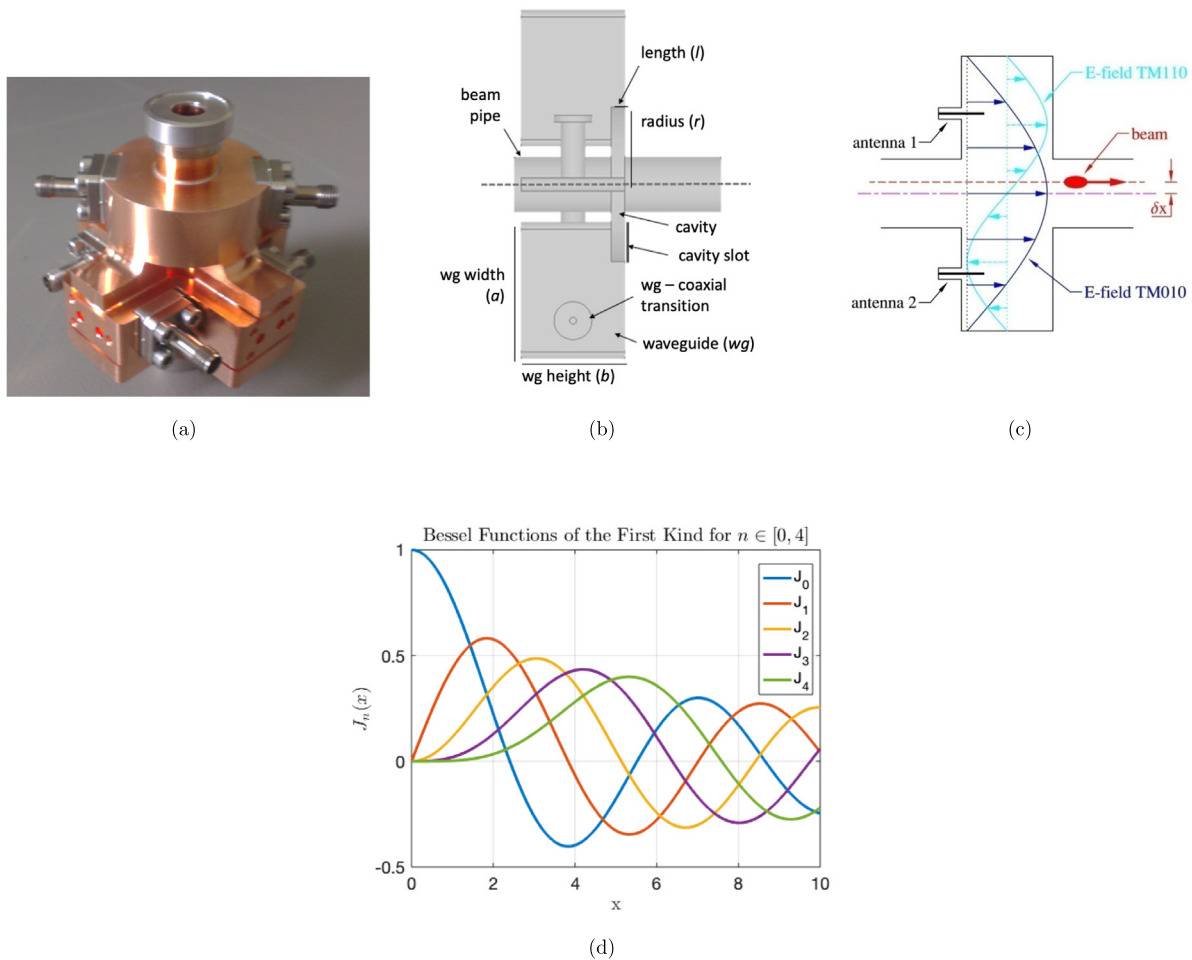 length (l)
beam
pipe
radius (r)
cavity
cavity slot
wg width
(a)
wg – coaxial
transition
waveguide (wg)
wg height (b)
E-field TM110
antenna 1
beam
δx
antenna 2
E-field TM010
(a)
(b)
(c)
Bessel Functions of the First Kind for n ∈ [0, 4]
1
0.5
0
-0.5
Jₙ(x)
J₀
J₁
J₂
J₃
J₄
0 2 4 6 8 10
x
(d)